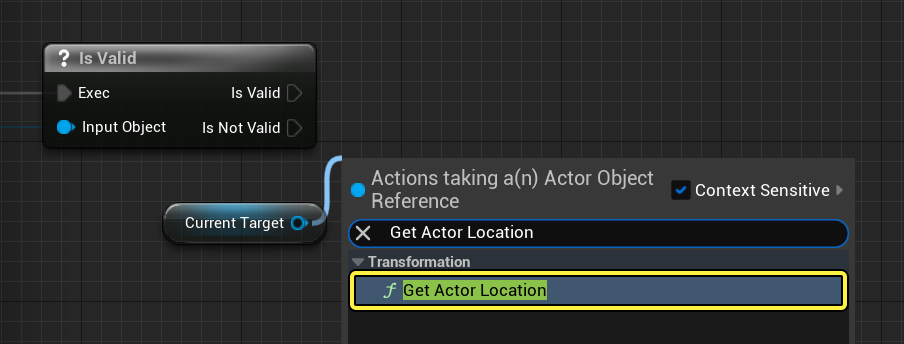 ? Is Valid
Exec Is Valid
Input Object Is Not Valid
Current Target
Actions taking a(n) Actor Object
Reference
Context Sensitive
Get Actor Location
Transformation
f Get Actor Location